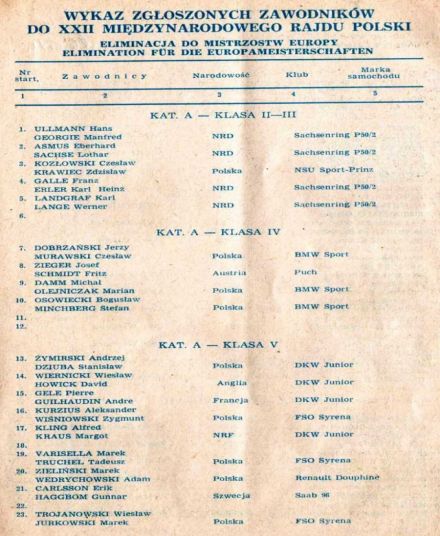 WYKAZ ZGŁOSZONYCH ZAWODNIKÓW
DO XXII MIĘDZYNARODOWEGO RAJDU POLSKI
ELIMINACJA DO MISTRZOSTW EUROPY
ELIMINATION FÜR DIE EUROPAMEISTERSCHAFTEN
Nr start. Zawodnicy Narodowość Klub Marka samochodu
1 2 3 4 5
KAT. A — KLASA II—III
1. ULLMANN Hans
GEORGIE Manfred NRD Sachsenring P50/2
2. ASMUS Eberhard
SACHSE Lothar NRD Sachsenring P50/2
3. KOZŁOWSKI Czesław
KRAWIEC Zdzisław Polska NSU Sport-Prinz
4. GALLE Franz
ERLER Karl Heinz NRD Sachsenring P50/2
5. LANDGRAF Karl
LANGE Werner NRD Sachsenring P50/2
6.
KAT. A — KLASA IV
7. DOBRZAŃSKI Jerzy
MURAWSKI Czesław Polska BMW Sport
8. ZIEGER Josef
SCHMIDT Fritz Austria Puch
9. DAMM Michał
OLEJNICZAK Marian Polska BMW Sport
10. OSOWIECKI Bogusław
MINCHBERG Stefan Polska BMW Sport
11.
12.
KAT. A — KLASA V
13. ŻYMIRSKI Andrzej
DZIUBA Stanisław Polska DKW Junior
14. WIERNICKI Wiesław
HOWICK David Anglia DKW Junior
15. GELE Pierre
GUILHAUDIN Andre Francja DKW Junior
16. KURZIUS Aleksander
WIŚNIOWSKI Zygmunt Polska FSO Syrena
17. KLING Alfred
KRAUS Margot NRF DKW Junior
18.
19. VARISELLA Marek
TRUCHEL Tadeusz Polska FSO Syrena
20. ZIELIŃSKI Marek
WĘDRYCHOWSKI Adam Polska Renault Douphine
21. CARLSSON Erik
HAGGBOM Gunnar Szwecja Saab 96
22.
23. TROJANOWSKI Wiesław
JURKOWSKI Marek Polska FSO Syrena